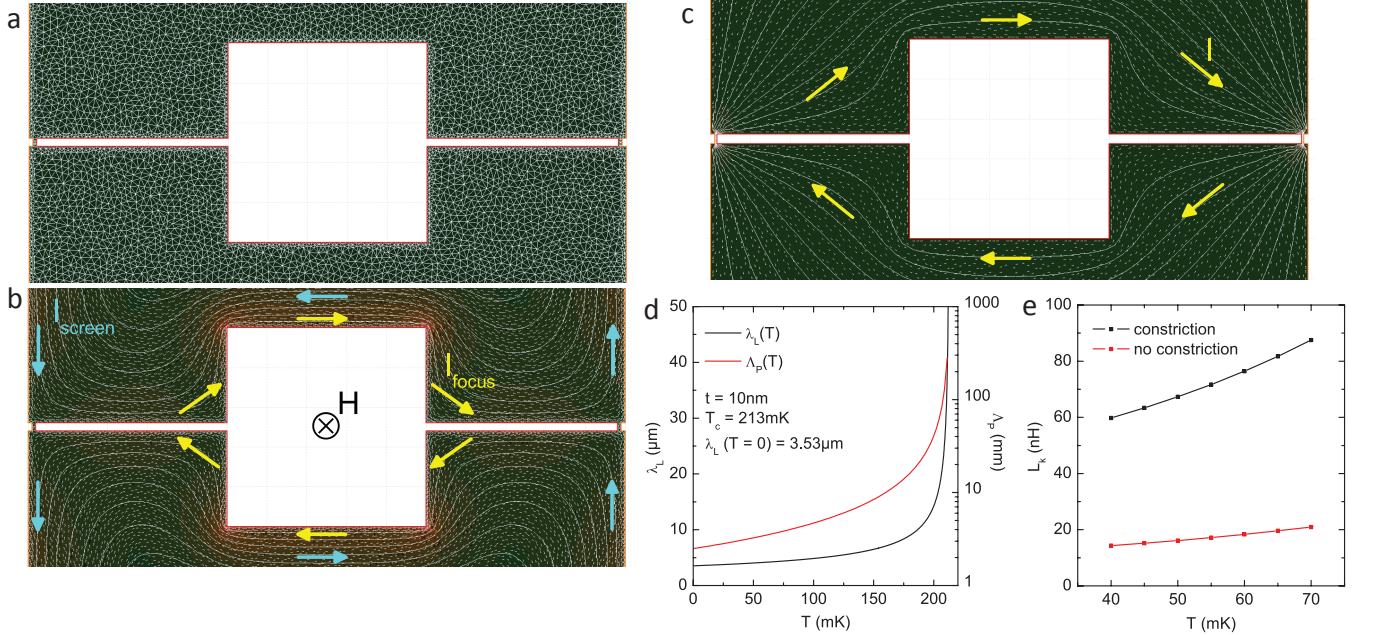 a
b
I
screen
I
focus
H
c
I
d
50
40
30
20
10
0
λL (μm)
λL(T)
ΛP(T)
t = 10nm
Tc = 213mK
λL (T = 0) = 3.53μm
1000
100
10
1
ΛP (mm)
0 50 100 150 200
T (mK)
e
100
80
60
40
20
0
Lk (nH)
constriction
no constriction
40 50 60 70
T (mK)